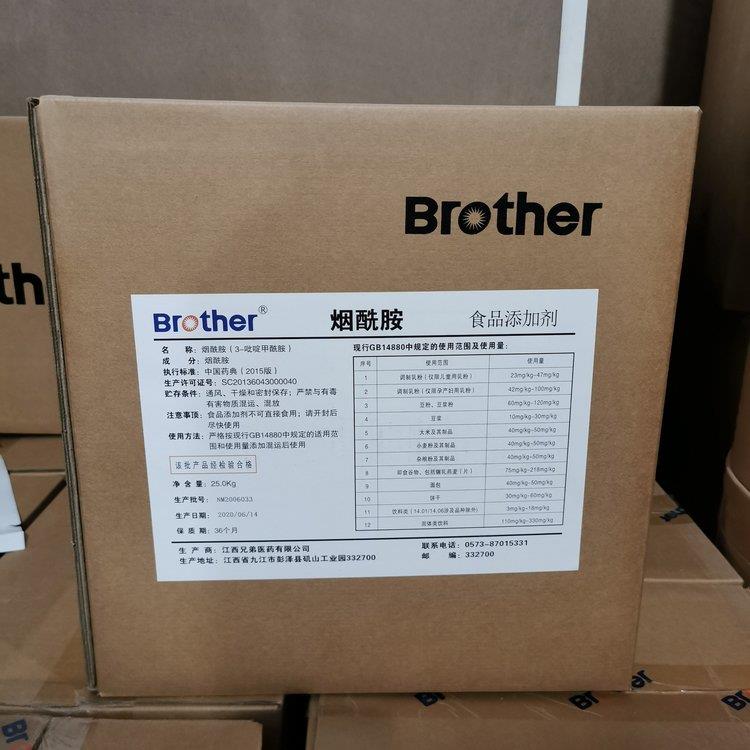 Brother
th
Brother® 烟酰胺 食品添加剂
名 称：烟酰胺（3-吡啶甲酰胺）
成 分：烟酰胺
执行标准：中国药典（2015版）
生产许可证号：SC20136043000040
贮存条件：通风、干燥和密封保存；严禁与有毒
有害物质混运、混放
注意事项：食品添加剂不可直接食用；请开封后
尽快使用
使用方法：严格按现行GB14880中规定的适用范
围和使用量添加混运后使用
该批产品经检验合格
净 含 量：25.0Kg
生产批号：NM2006033
生产日期：2020/06/14
保 质 期：36个月
现行GB14880中规定的使用范围及使用量：
序号 使用范围 使用量
1 调制乳粉（仅限儿童用乳粉） 23mg/kg~47mg/kg
2 调制乳粉（仅限孕产妇用乳粉） 42mg/kg~100mg/kg
3 豆粉、豆浆粉 60mg/kg~120mg/kg
4 豆浆 10mg/kg~30mg/kg
5 大米及其制品 40mg/kg~50mg/kg
6 小麦粉及其制品 40mg/kg~50mg/kg
7 杂粮粉及其制品 40mg/kg~50mg/kg
8 即食谷物，包括辗轧燕麦（片） 75mg/kg~218mg/kg
9 面包 40mg/kg~50mg/kg
10 饼干 30mg/kg~60mg/kg
11 饮料类（14.01/14.06涉及品种除外） 3mg/kg~18mg/kg
12 固体类饮料 110mg/kg~330mg/kg
生 产 商：江西兄弟医药有限公司
生产地址：江西省九江市彭泽县矶山工业园332700
联系电话：0573-87015331
邮 编：332700
Brother